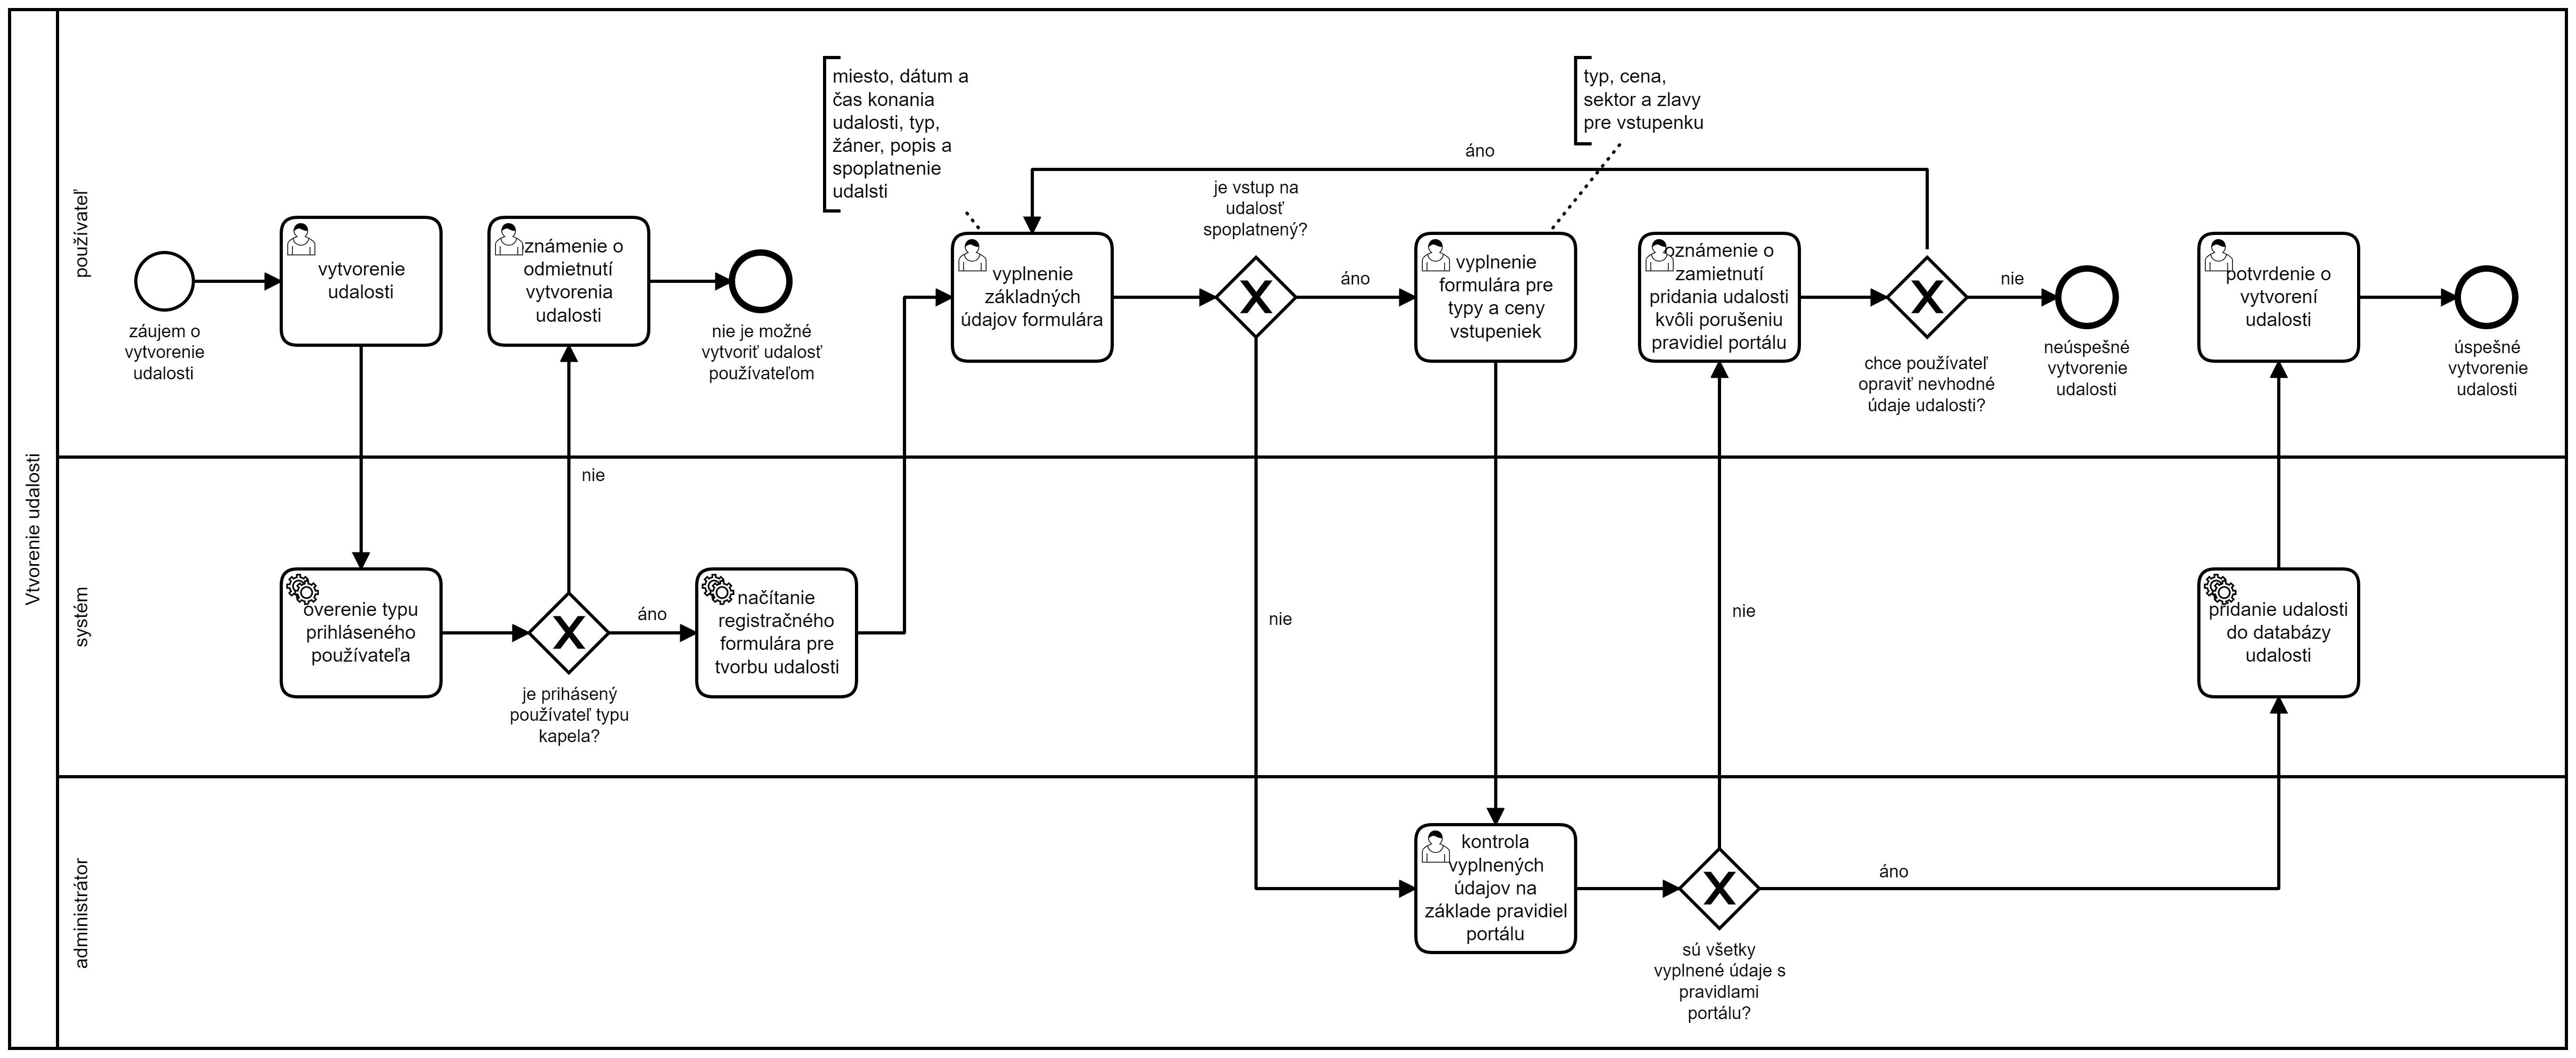 Vtvorenie udalosti
používateľ
záujem o
vytvorenie
udalosti
vytvorenie
udalosti
známenie o
odmietnutí
vytvorenia
udalosti
nie je možné
vytvoriť udalosť
používateľom
miesto, dátum a
čas konania
udalosti, typ,
žáner, popis a
spoplatnenie
udalsti
vyplnenie
základných
údajov formulára
je vstup na
udalosť
spoplatnený?
áno
áno
typ, cena,
sektor a zlavy
pre vstupenku
vyplnenie
formulára pre
typy a ceny
vstupeniek
oznámenie o
zamietnutí
pridania udalosti
kvôli porušeniu
pravidiel portálu
chce používateľ
opraviť nevhodné
údaje udalosti?
nie
neúspešné
vytvorenie
udalosti
potvrdenie o
vytvorení
udalosti
úspešné
vytvorenie
udalosti
systém
overenie typu
prihláseného
používateľa
nie
je prihásený
používateľ typu
kapela?
áno
načítanie
registračného
formulára pre
tvorbu udalosti
nie
nie
pridanie udalosti
do databázy
udalosti
administrátor
kontrola
vyplnených
údajov na
základe pravidiel
portálu
sú všetky
vyplnené údaje s
pravidlami
portálu?
áno